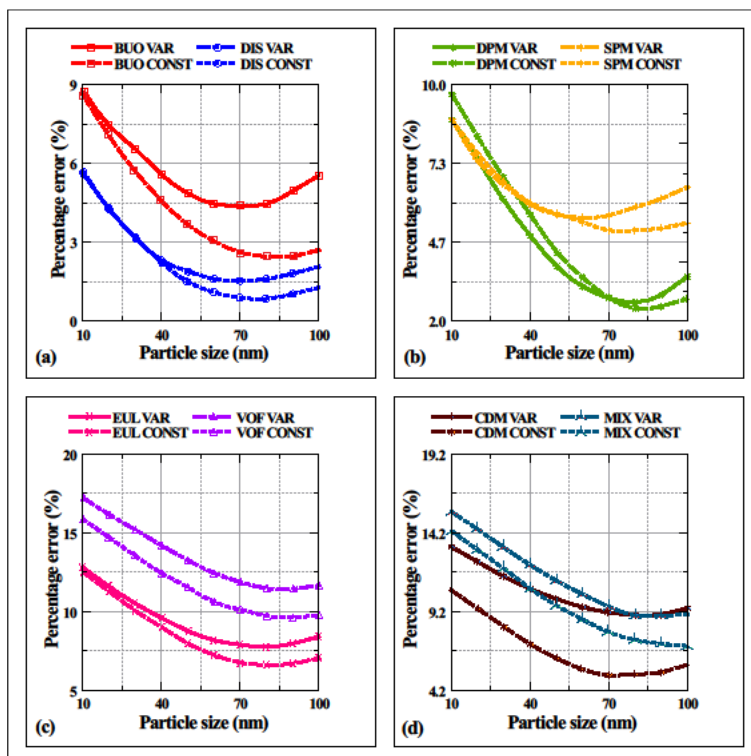 BUO VAR DIS VAR
BUO CONST DIS CONST
9
6
3
0
Percentage error (%)
10 40 70 100
(a) Particle size (nm)
DPM VAR SPM VAR
DPM CONST SPM CONST
10.0
7.3
4.7
2.0
Percentage error (%)
10 40 70 100
(b) Particle size (nm)
EUL VAR VOF VAR
EUL CONST VOF CONST
20
15
10
5
Percentage error (%)
10 40 70 100
(c) Particle size (nm)
CDM VAR MIX VAR
CDM CONST MIX CONST
19.2
14.2
9.2
4.2
Percentage error (%)
10 40 70 100
(d) Particle size (nm)